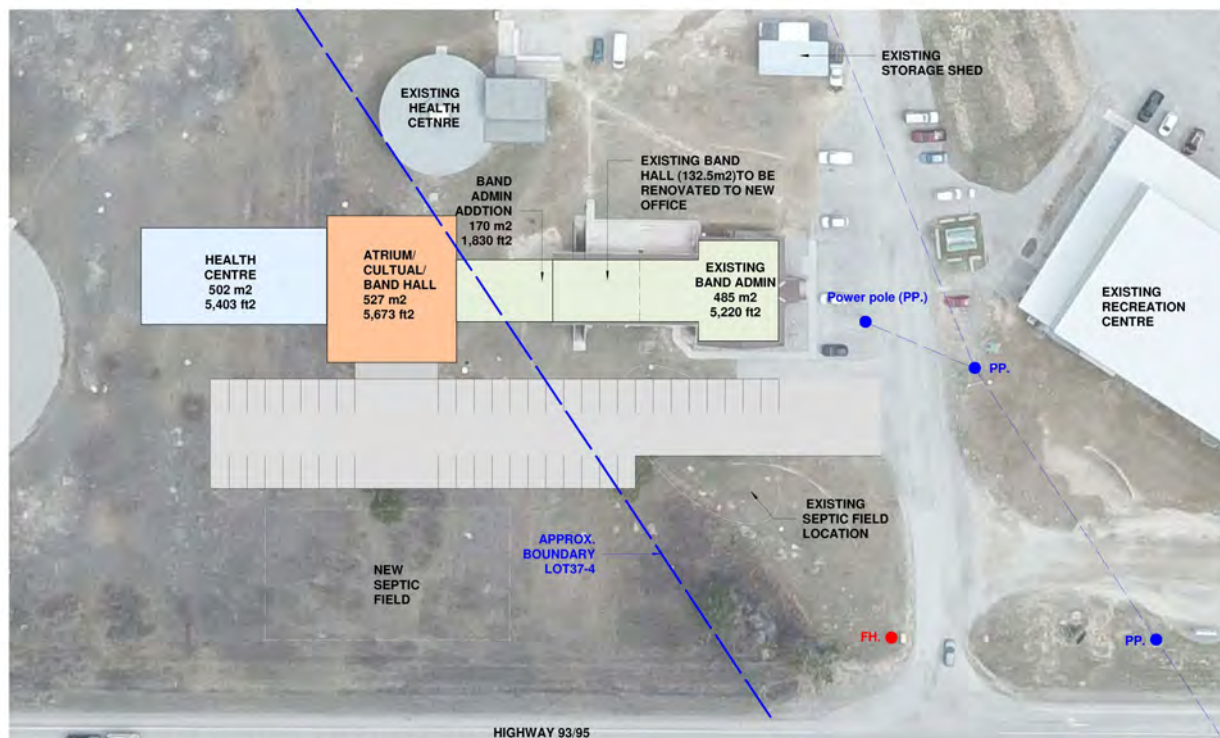 EXISTING
STORAGE SHED
EXISTING
HEALTH
CETNRE
EXISTING BAND
HALL (132.5m2)TO BE
RENOVATED TO NEW
OFFICE
BAND
ADMIN
ADDTION
170 m2
1,830 ft2
HEALTH
CENTRE
502 m2
5,403 ft2
ATRIUM/
CULTUAL/
BAND HALL
527 m2
5,673 ft2
EXISTING
BAND ADMIN
485 m2
5,220 ft2
Power pole (PP.)
EXISTING
RECREATION
CENTRE
PP.
EXISTING
SEPTIC FIELD
LOCATION
APPROX.
BOUNDARY
LOT37-4
NEW
SEPTIC
FIELD
FH.
PP.
HIGHWAY 93/95